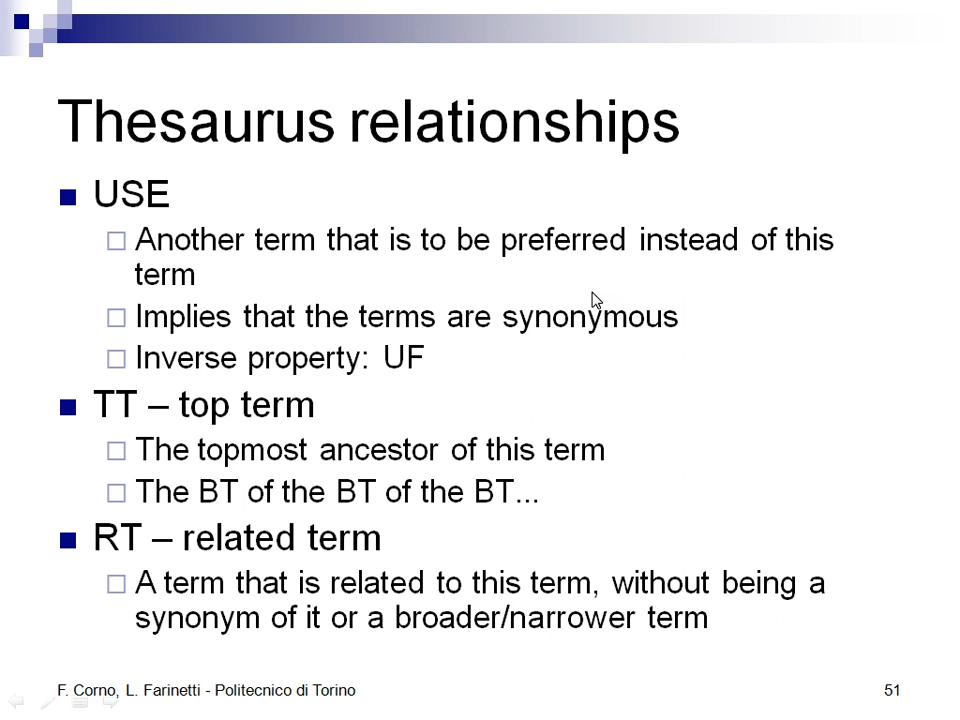 Thesaurus relationships
USE
Another term that is to be preferred instead of this
term
Implies that the terms are synonymous
Inverse property: UF
TT – top term
The topmost ancestor of this term
The BT of the BT of the BT...
RT – related term
A term that is related to this term, without being a
synonym of it or a broader/narrower term
F. Corno, L. Farinetti - Politecnico di Torino
51